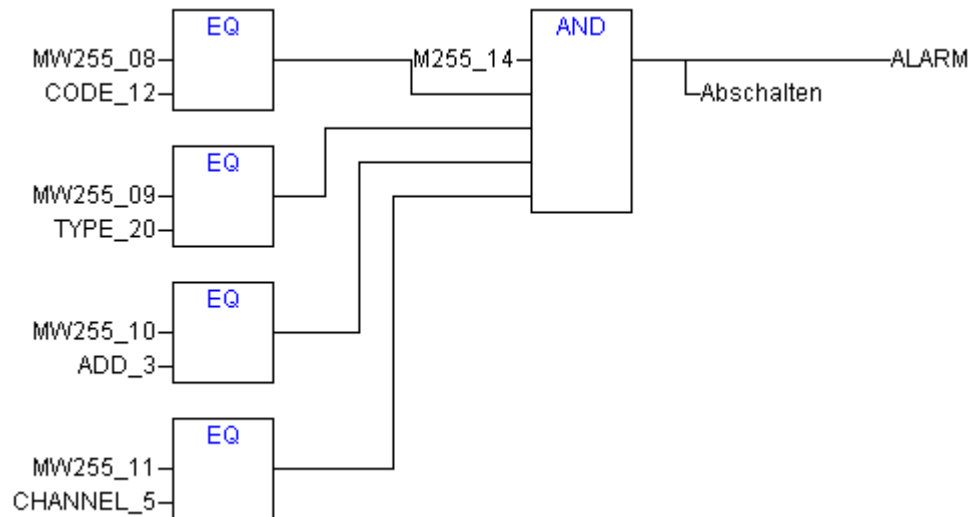 EQ
AND
MW255_08
M255_14
ALARM
CODE_12
Abschalten
EQ
MW255_09
TYPE_20
EQ
MW255_10
ADD_3
EQ
MW255_11
CHANNEL_5